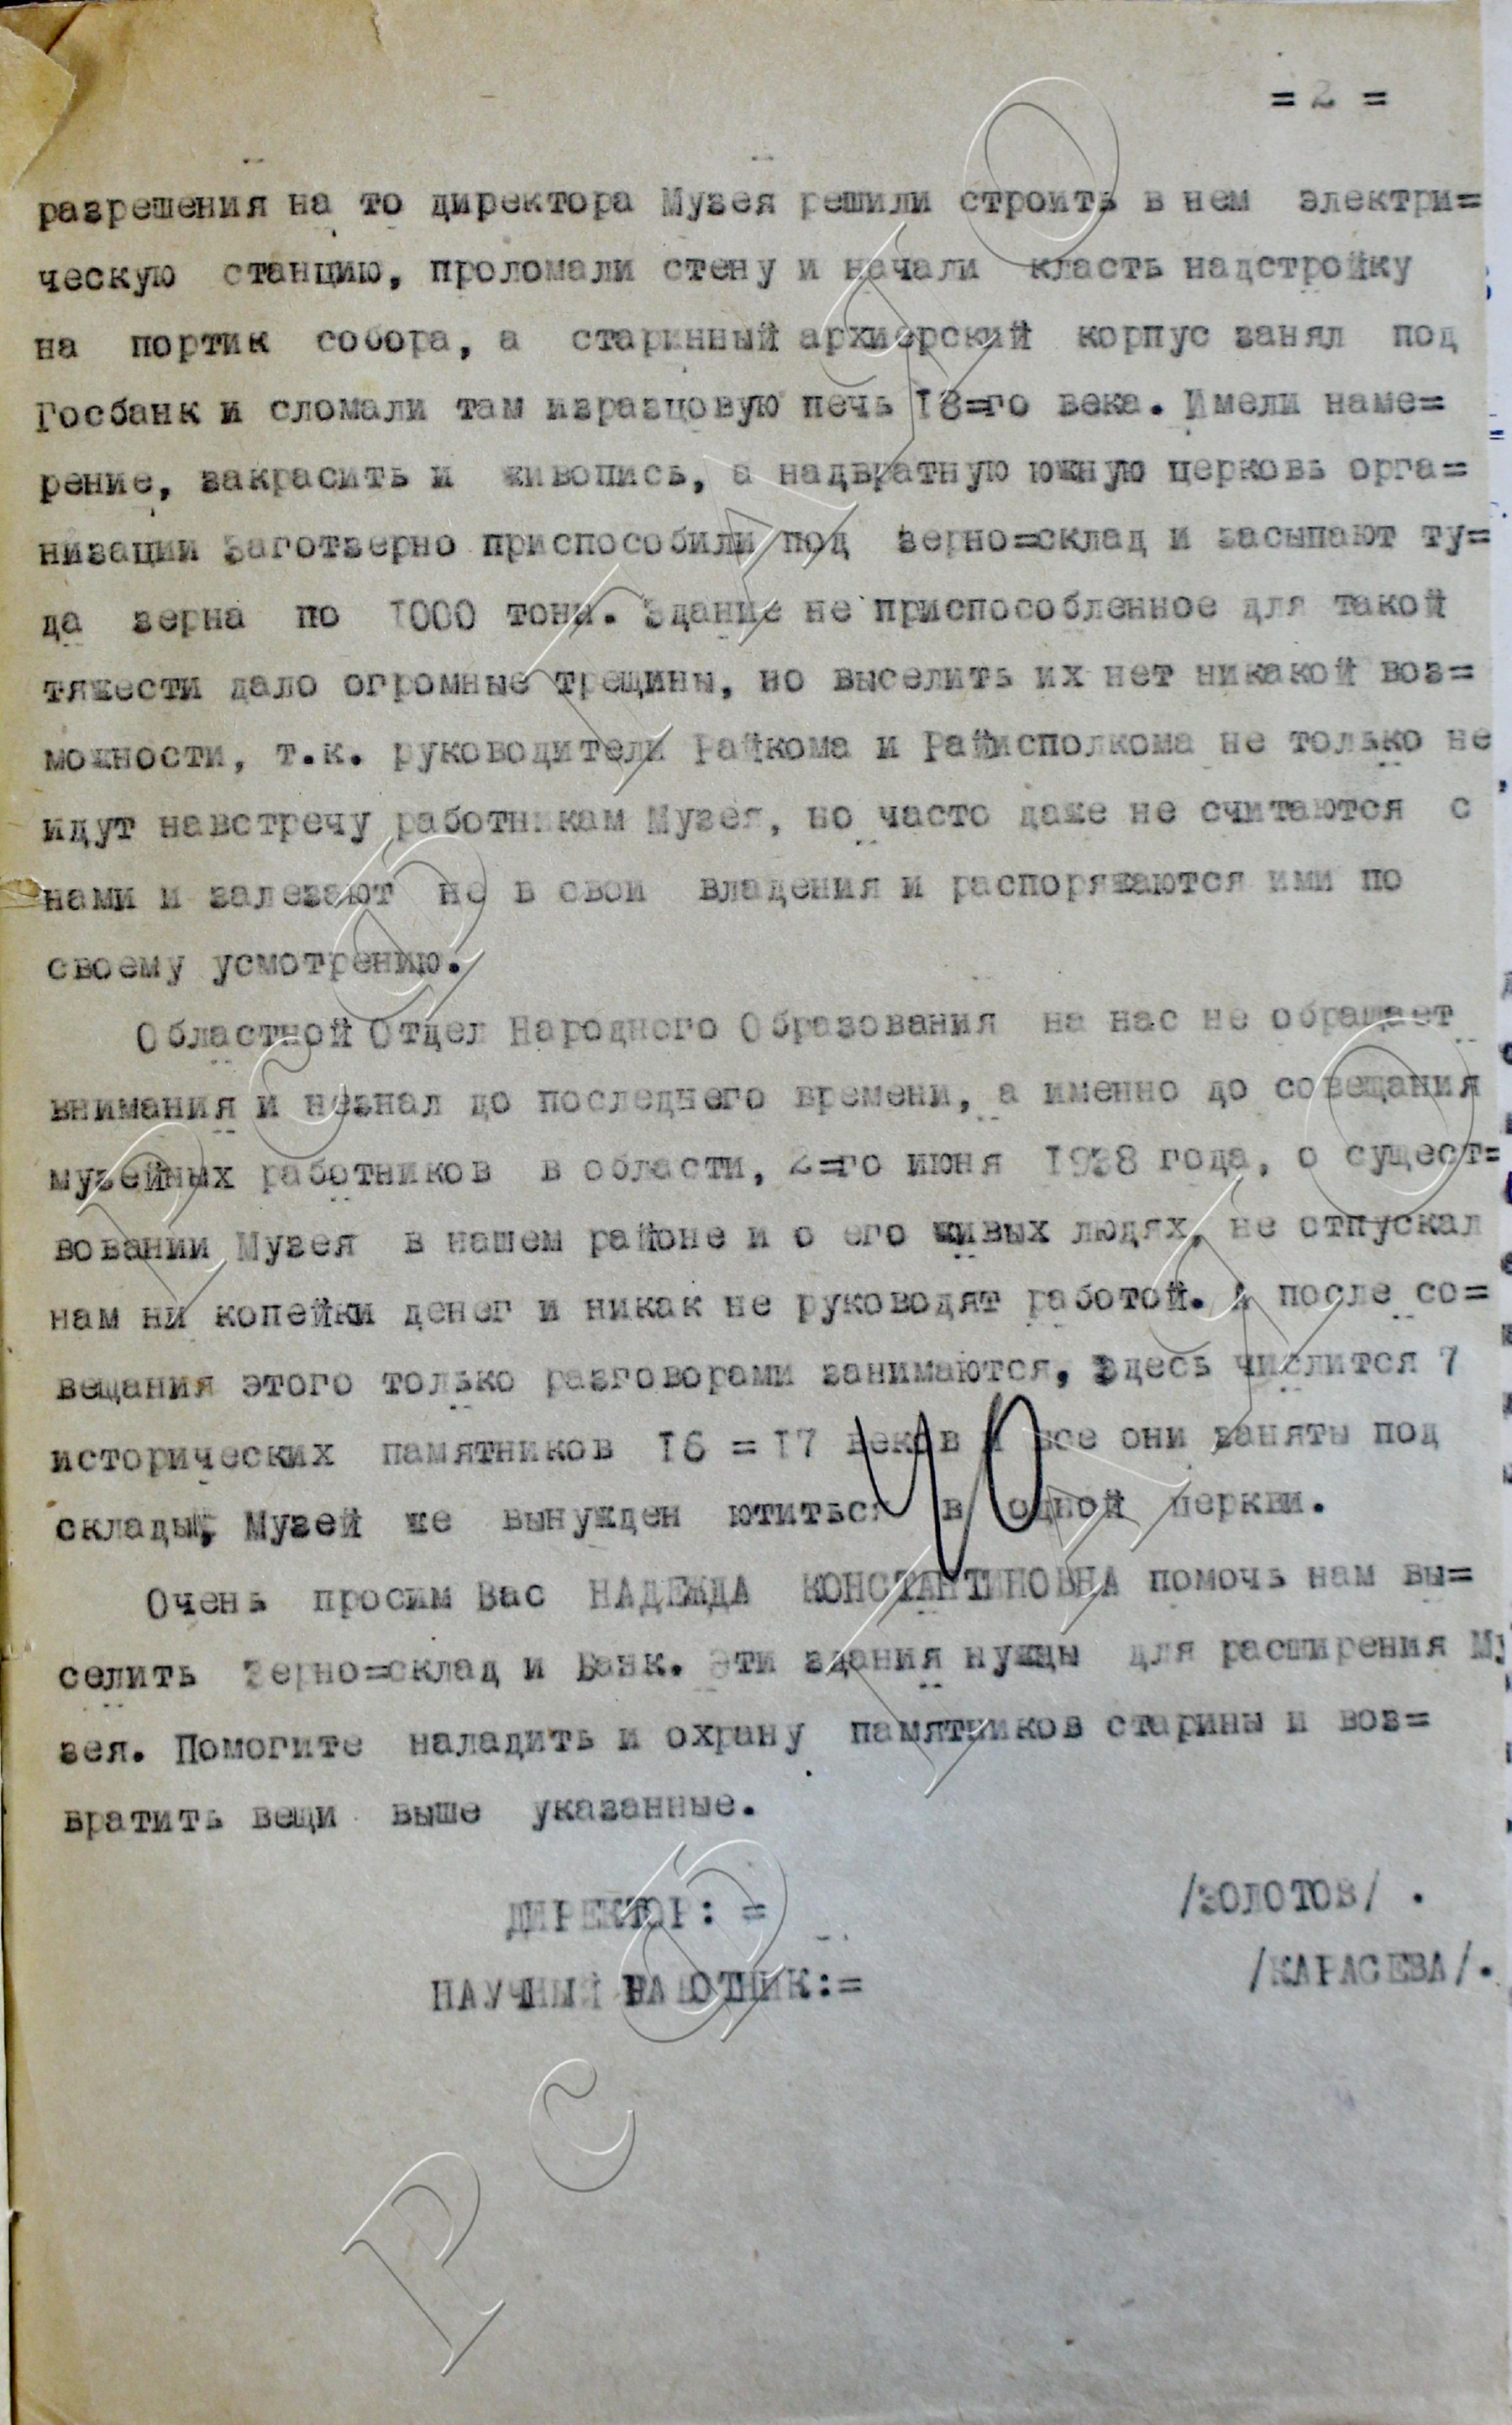 = 2 =
разрешения на то директора Музея решили строить в нем электри=
ческую станцию, проломали стену и начали класть надстройку
на портик собора, а старинный архиерский корпус занял под
Госбанк и сломали там изразцовую печь I8=го века. Имели наме=
рение, закрасить и живопись, а надвратную южную церковь орга=
низации Заготзерно приспособили под зерно=склад и засыпают ту=
да зерна по I000 тонн. Здание не приспособленное для такой
тяжести дало огромные трещины, но выселить их нет никакой воз=
можности, т.к. руководители Райкома и Райисполкома не только не
идут навстречу работникам Музея, но часто даже не считаются с
нами и залезают не в свои владения и распоряжаются ими по
своему усмотрению.
Областной Отдел Народного Образования на нас не обращает
внимания и незнал до последнего времени, а именно до совещания
музейных работников в области, 2=го июня I938 года, о сущест=
вовании Музея в нашем районе и о его живых людях, не отпускал
нам ни копейки денег и никак не руководят работой. А после со=
вещания этого только разговорами занимаются, Здесь числится 7
исторических памятников I6 = I7 веков и все они заняты под
склады, Музей же вынужден ютиться в одной церкви.
Очень просим Вас НАДЕЖДА КОНСТАНТИНОВНА помочь нам вы=
селить Зерно=склад и Банк. Эти здания нужны для расширения Му
зея. Помогите наладить и охрану памятников старины и воз=
вратить вещи выше указанные.
ДИРЕКТОР: = /ЗОЛОТОВ/ .
НАУЧНЫЙ РАБОТНИК:= /КАРАСЕВА/.